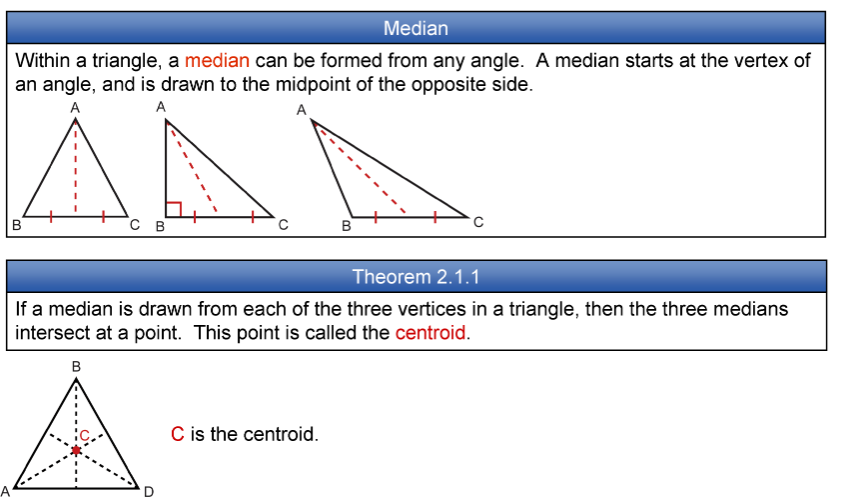 Median
Within a triangle, a median can be formed from any angle. A median starts at the vertex of
an angle, and is drawn to the midpoint of the opposite side.
A A A
B C B C B C
Theorem 2.1.1
If a median is drawn from each of the three vertices in a triangle, then the three medians
intersect at a point. This point is called the centroid.
B
C
C is the centroid.
A D